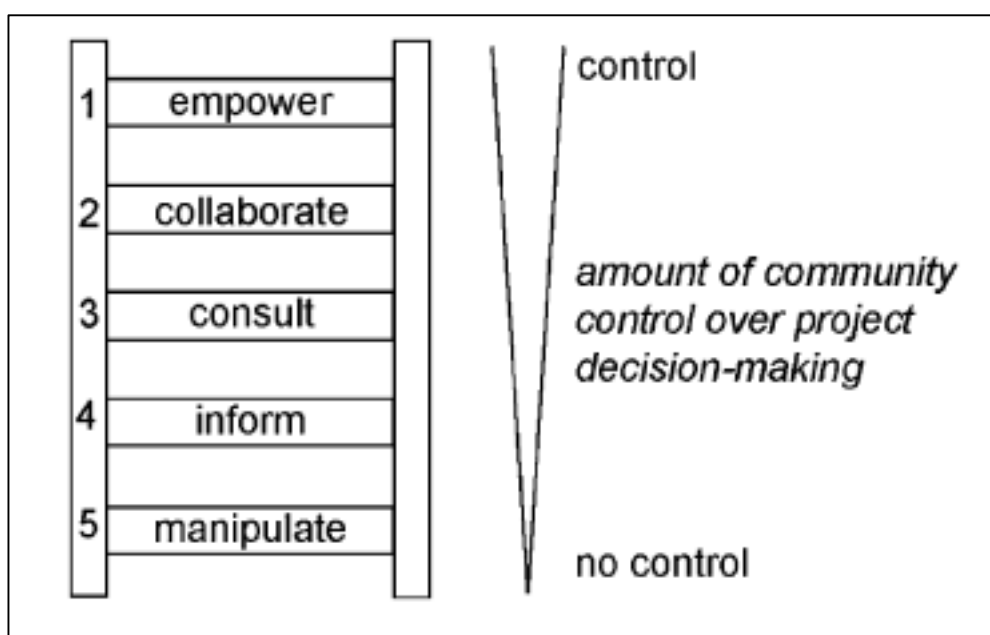 1 empower
2 collaborate
3 consult
4 inform
5 manipulate
control
amount of community
control over project
decision-making
no control